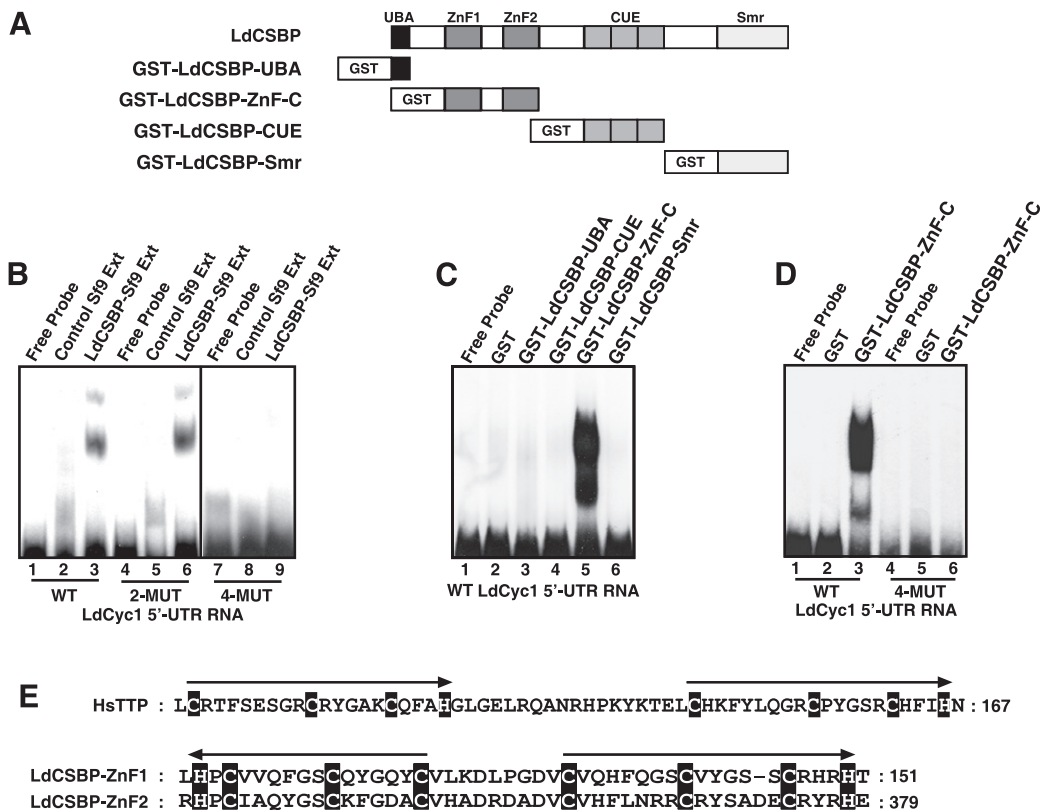 A
UBA ZnF1 ZnF2 CUE Smr
LdCSBP
GST-LdCSBP-UBA GST
GST-LdCSBP-ZnF-C GST
GST-LdCSBP-CUE GST
GST-LdCSBP-Smr GST
B
Free Probe
Control Sf9 Ext
LdCSBP-Sf9 Ext
Free Probe
Control Sf9 Ext
LdCSBP-Sf9 Ext
Free Probe
Control Sf9 Ext
LdCSBP-Sf9 Ext
1 2 3 4 5 6 7 8 9
WT 2-MUT 4-MUT
LdCyc1 5’-UTR RNA
C
Free Probe
GST
GST-LdCSBP-UBA
GST-LdCSBP-CUE
GST-LdCSBP-ZnF-C
GST-LdCSBP-Smr
1 2 3 4 5 6
WT LdCyc1 5’-UTR RNA
D
Free Probe
GST
GST-LdCSBP-ZnF-C
Free Probe
GST
GST-LdCSBP-ZnF-C
1 2 3 4 5 6
WT 4-MUT
LdCyc1 5’-UTR RNA
E
HsTTP : LCRTFSESGRCRYGAKCQFAHGLGELRQANRHPKYKTELCHKFYLQGRCPYGSRCHFIHN : 167
LdCSBP-ZnF1 : LHPCVVQFGSCQYGQYCVLKDLPGDVCVQHFQGSCVYGS-SCRHRHT : 151
LdCSBP-ZnF2 : RHPCIAQYGSCKFGDACVHADRDADVCVHFLNRRCRYSADECRYRHE : 379